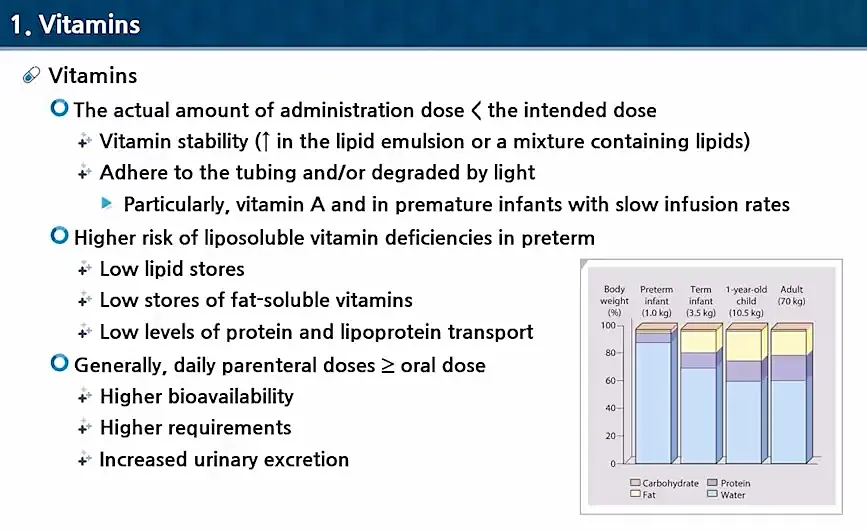 1. Vitamins
Vitamins
The actual amount of administration dose < the intended dose
Vitamin stability (↑ in the lipid emulsion or a mixture containing lipids)
Adhere to the tubing and/or degraded by light
Particularly, vitamin A and in premature infants with slow infusion rates
Higher risk of liposoluble vitamin deficiencies in preterm
Low lipid stores
Low stores of fat-soluble vitamins
Low levels of protein and lipoprotein transport
Generally, daily parenteral doses ≥ oral dose
Higher bioavailability
Higher requirements
Increased urinary excretion
Body Preterm Term 1-year-old Adult
weight infant infant child (70 kg)
(%) (1.0 kg) (3.5 kg) (10.5 kg)
100
80
60
40
20
0
Carbohydrate Protein
Fat Water